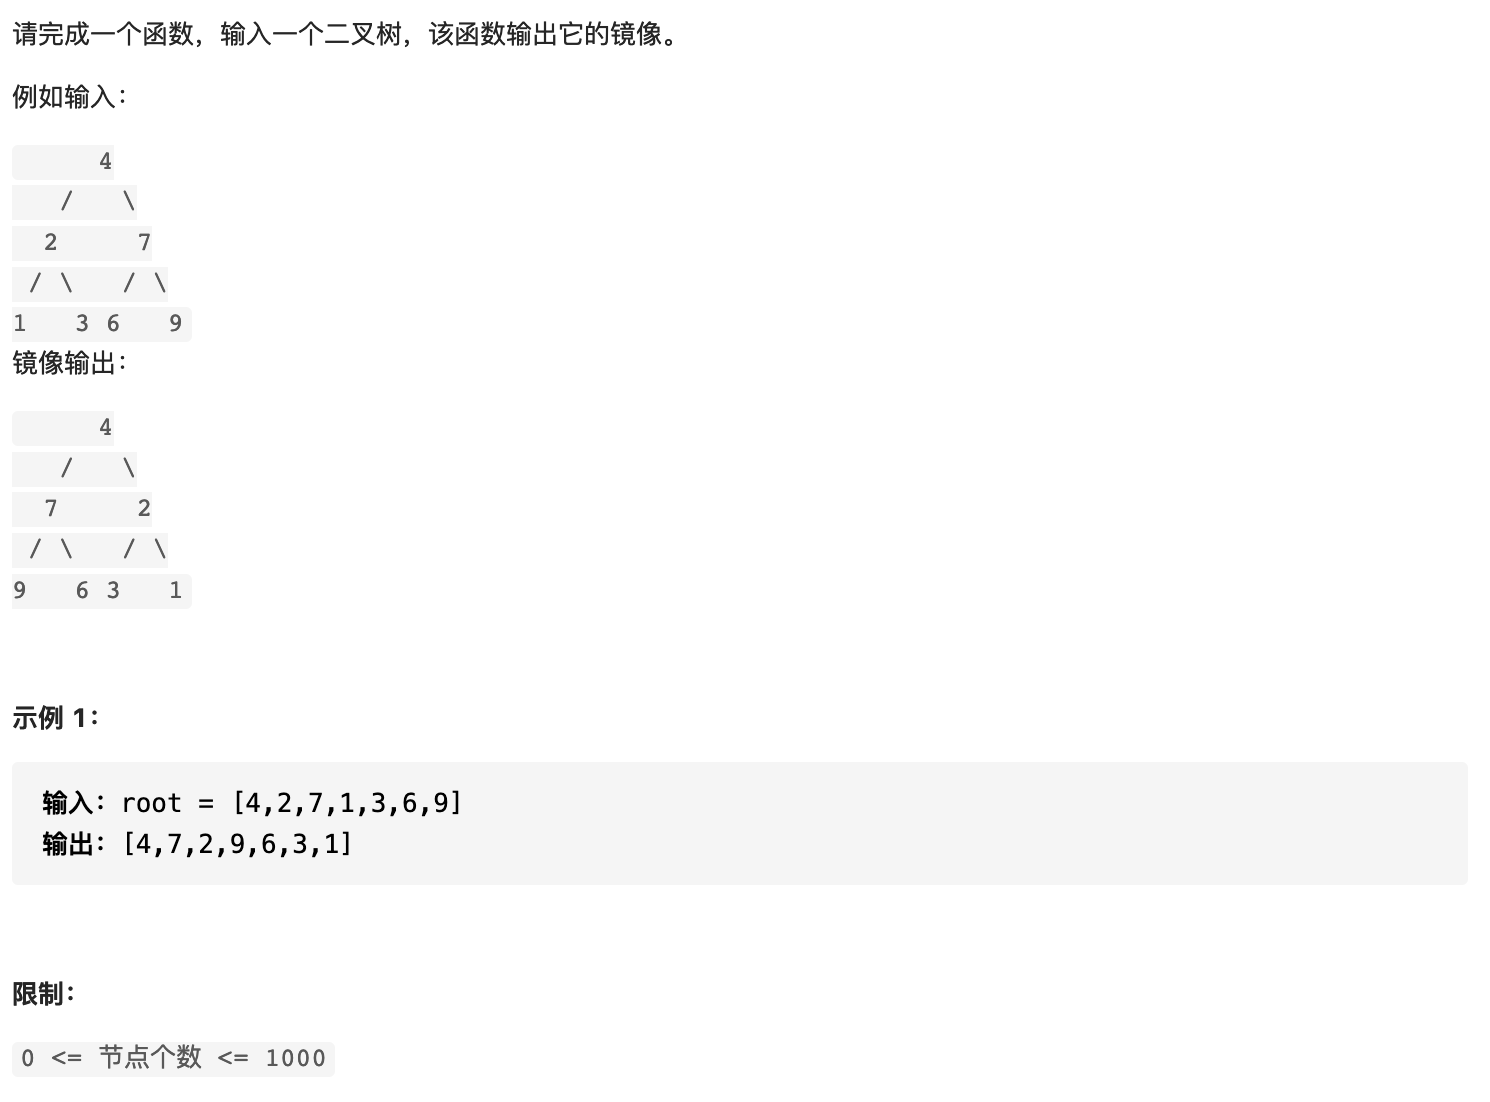 请完成一个函数，输入一个二叉树，该函数输出它的镜像。
例如输入：
     4
   /   \
  2     7
 / \   / \
1   3 6   9
镜像输出：
     4
   /   \
  7     2
 / \   / \
9   6 3   1
示例 1：
输入：root = [4,2,7,1,3,6,9]
输出：[4,7,2,9,6,3,1]
限制：
0 <= 节点个数 <= 1000